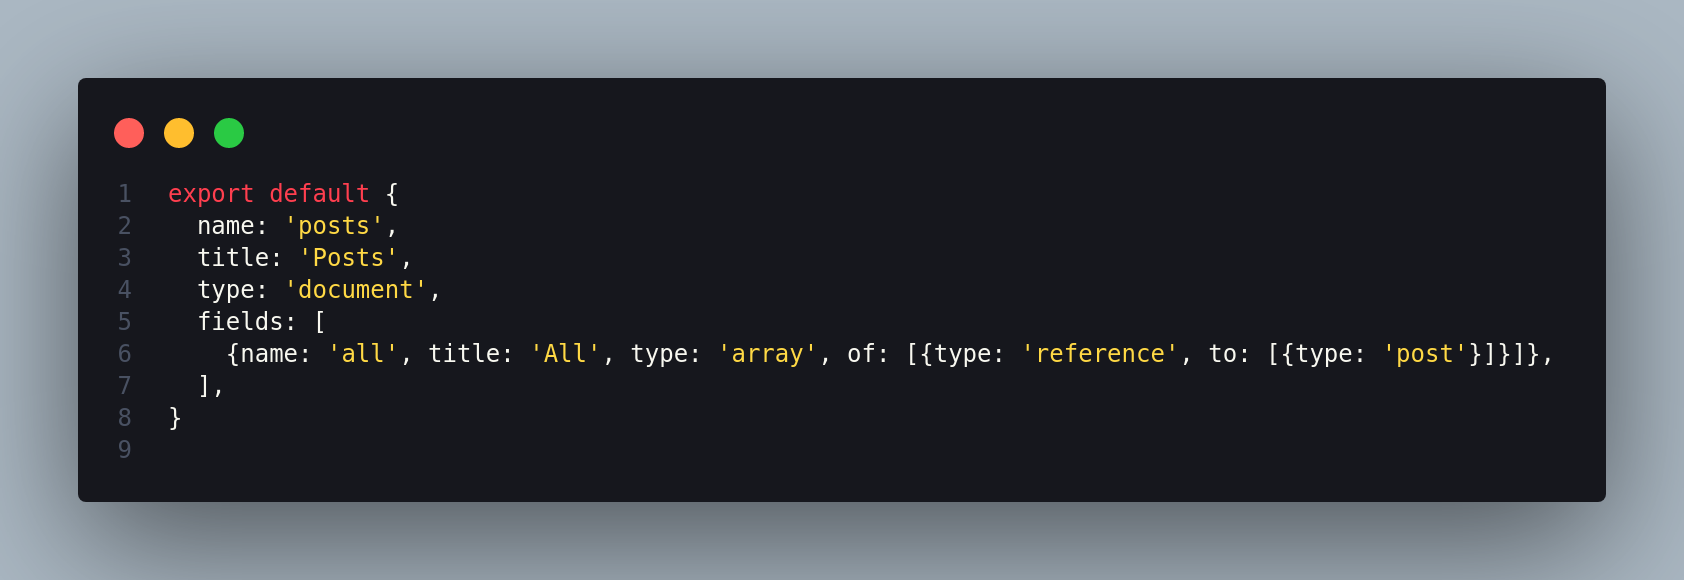 1 export default {
2   name: 'posts',
3   title: 'Posts',
4   type: 'document',
5   fields: [
6     {name: 'all', title: 'All', type: 'array', of: [{type: 'reference', to: [{type: 'post'}]}]},
7   ],
8 }
9